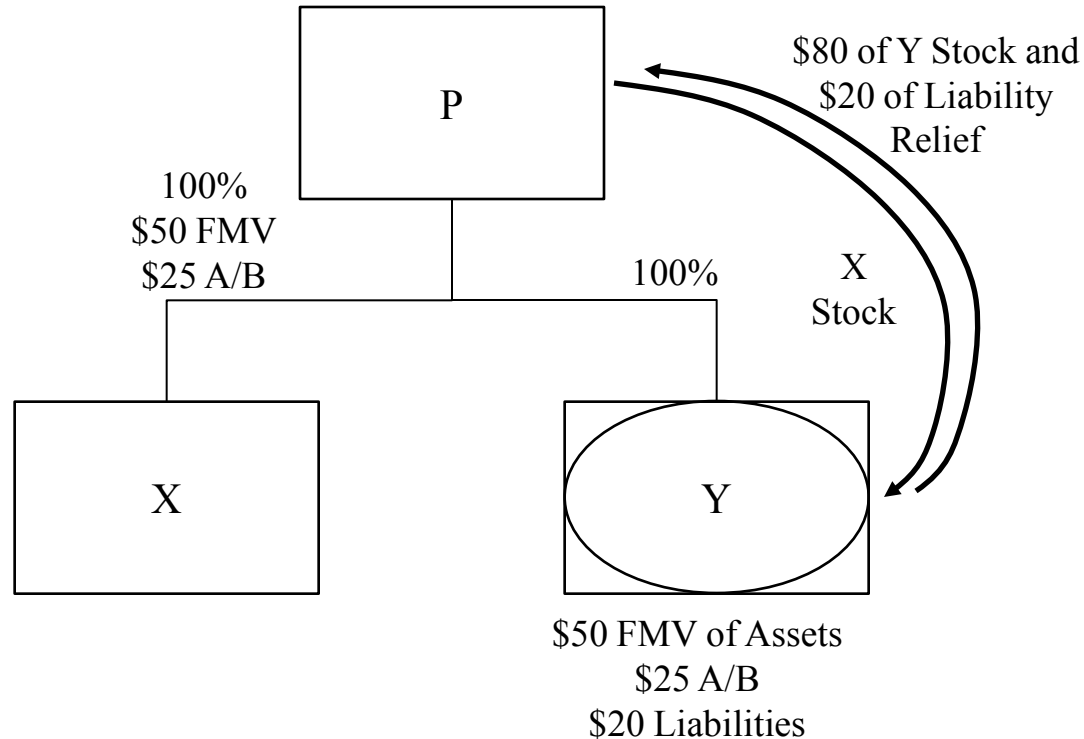 P
$80 of Y Stock and
$20 of Liability
Relief
100%
$50 FMV
$25 A/B
100%
X
Stock
X
Y
$50 FMV of Assets
$25 A/B
$20 Liabilities